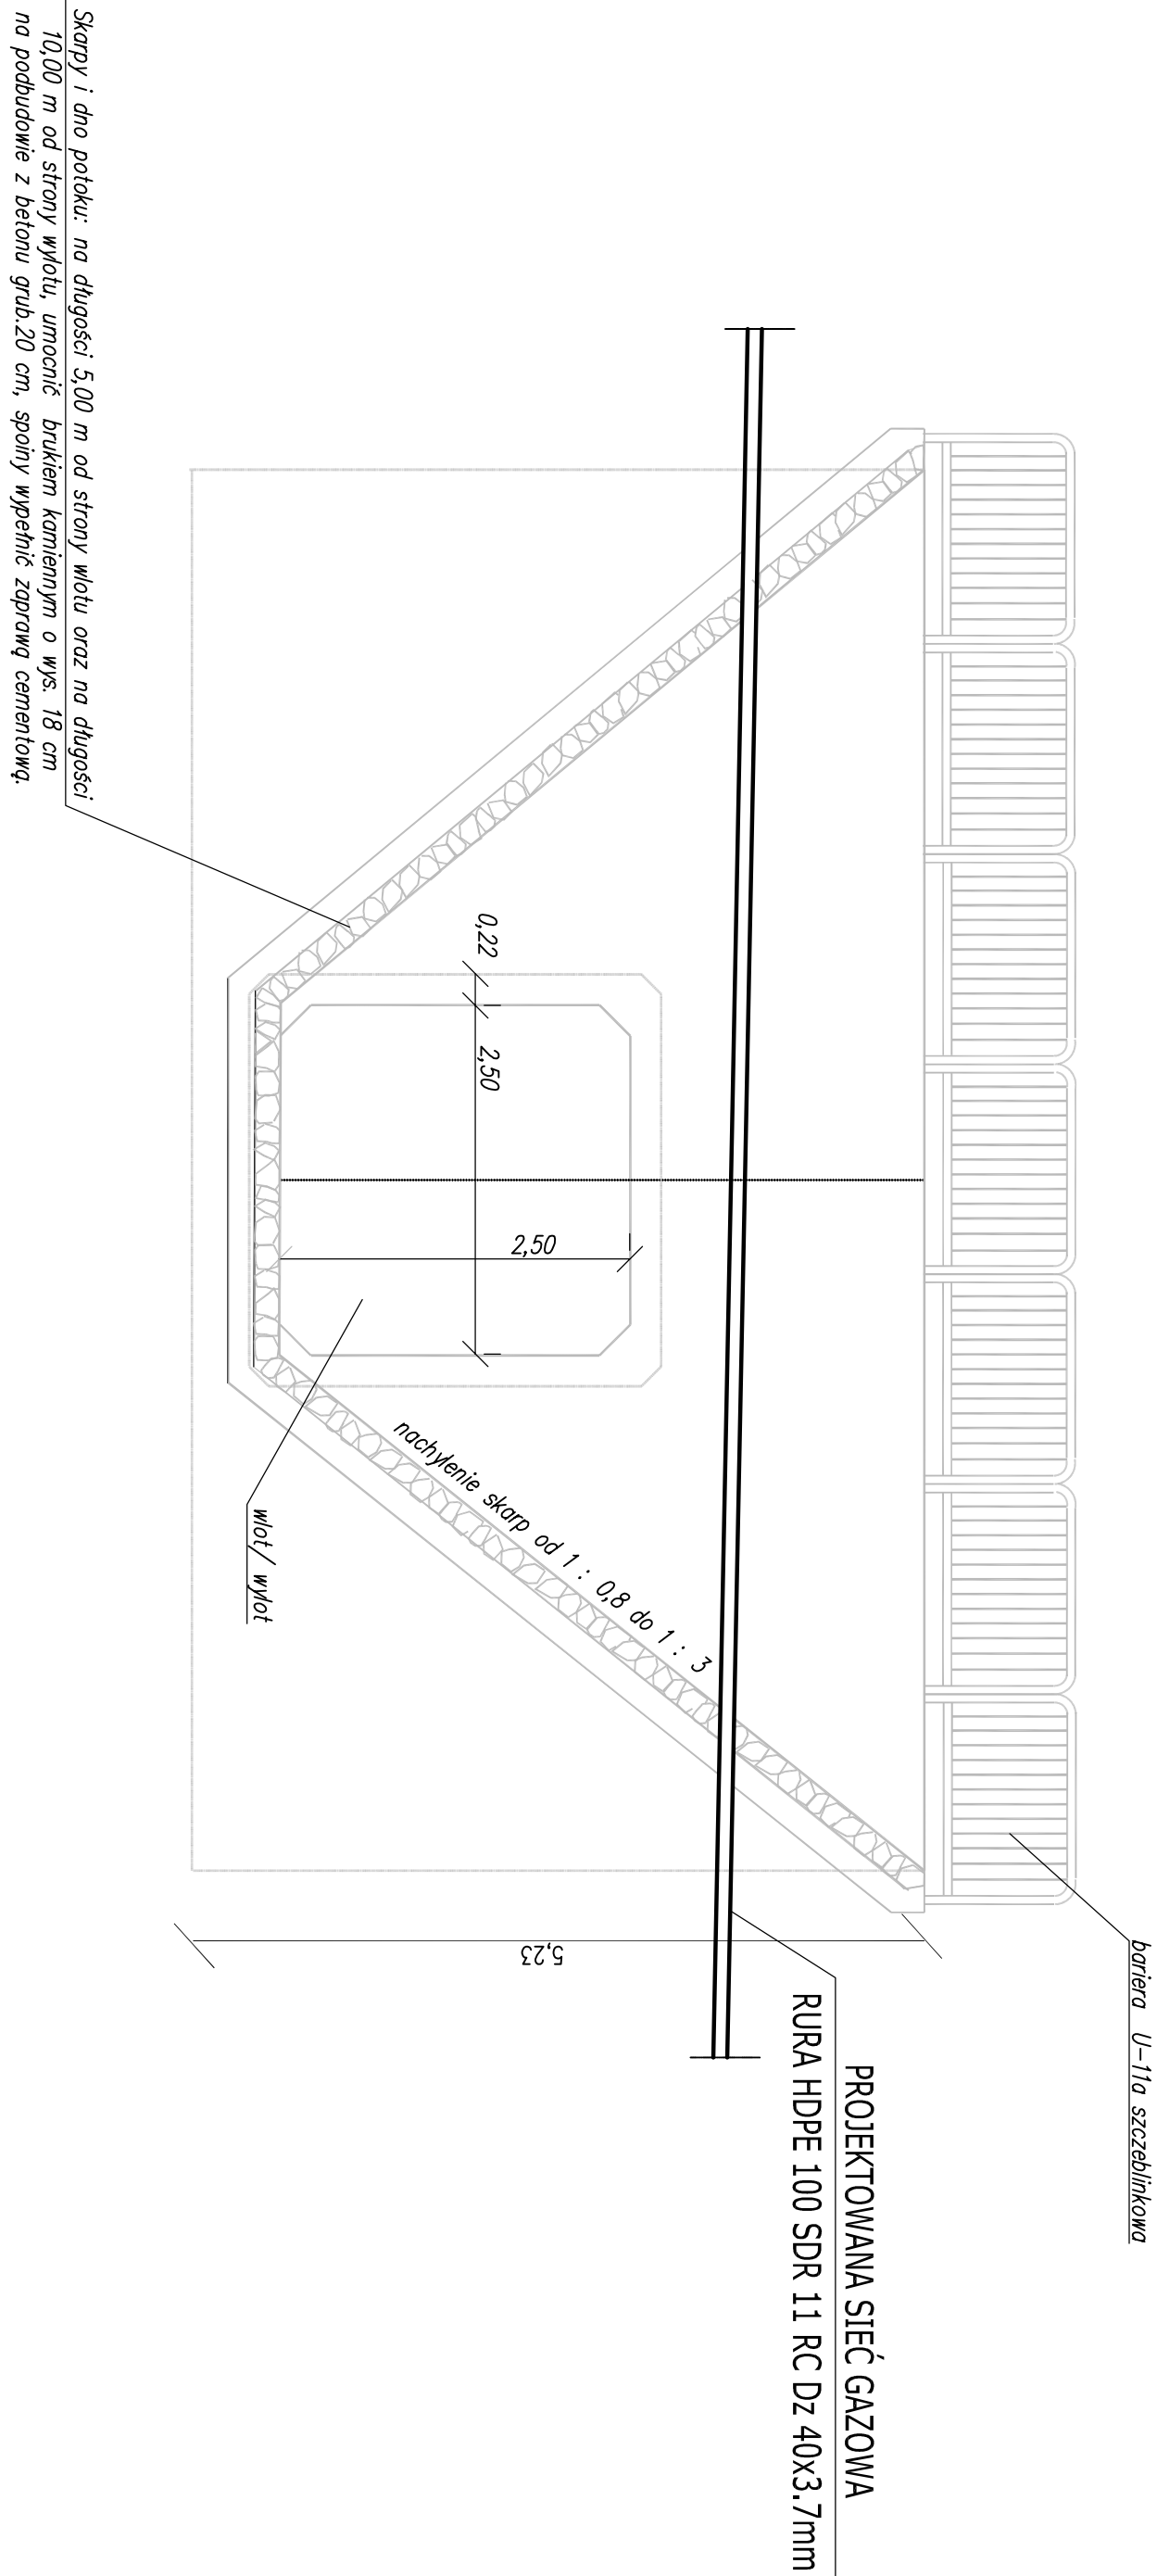 bariera U-11a szczeblinkowa
PROJEKTOWANA SIEĆ GAZOWA
RURA HDPE 100 SDR 11 RC Dz 40x3.7mm
5,23
nachylenie skarp od 1 : 0,8 do 1 : 3
0,22
2,50
2,50
wlot/ wylot
Skarpy i dno potoku: na długości 5,00 m od strony wlotu oraz na długości
10,00 m od strony wylotu, umocnić brukiem kamiennym o wys. 18 cm
na podbudowie z betonu grub.20 cm, spoiny wypełnić zaprawą cementową.